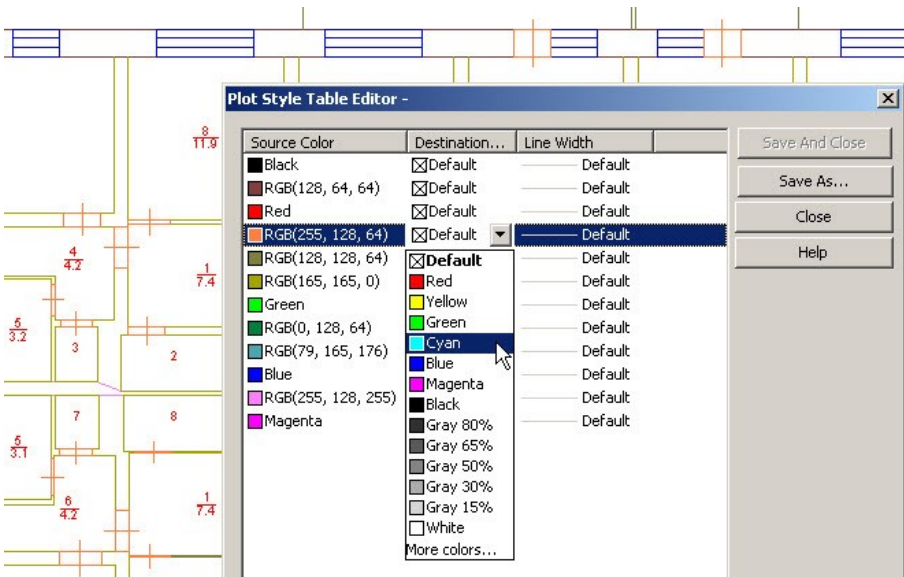 Plot Style Table Editor -
Source Color Destination... Line Width
Black Default Default
RGB(128, 64, 64) Default Default
Red Default Default
RGB(255, 128, 64) Default Default
RGB(128, 128, 64) Default
RGB(165, 165, 0) Default
Green Default
RGB(0, 128, 64) Default
RGB(79, 165, 176) Default
Blue Default
RGB(255, 128, 255) Default
Magenta Default
Default
Red
Yellow
Green
Cyan
Blue
Magenta
Black
Gray 80%
Gray 65%
Gray 50%
Gray 30%
Gray 15%
White
More colors...
Save And Close
Save As...
Close
Help
8
11.9
4
4.2
1
7.4
5
3.2
3
2
7
8
5
3.1
6
4.2
1
7.4